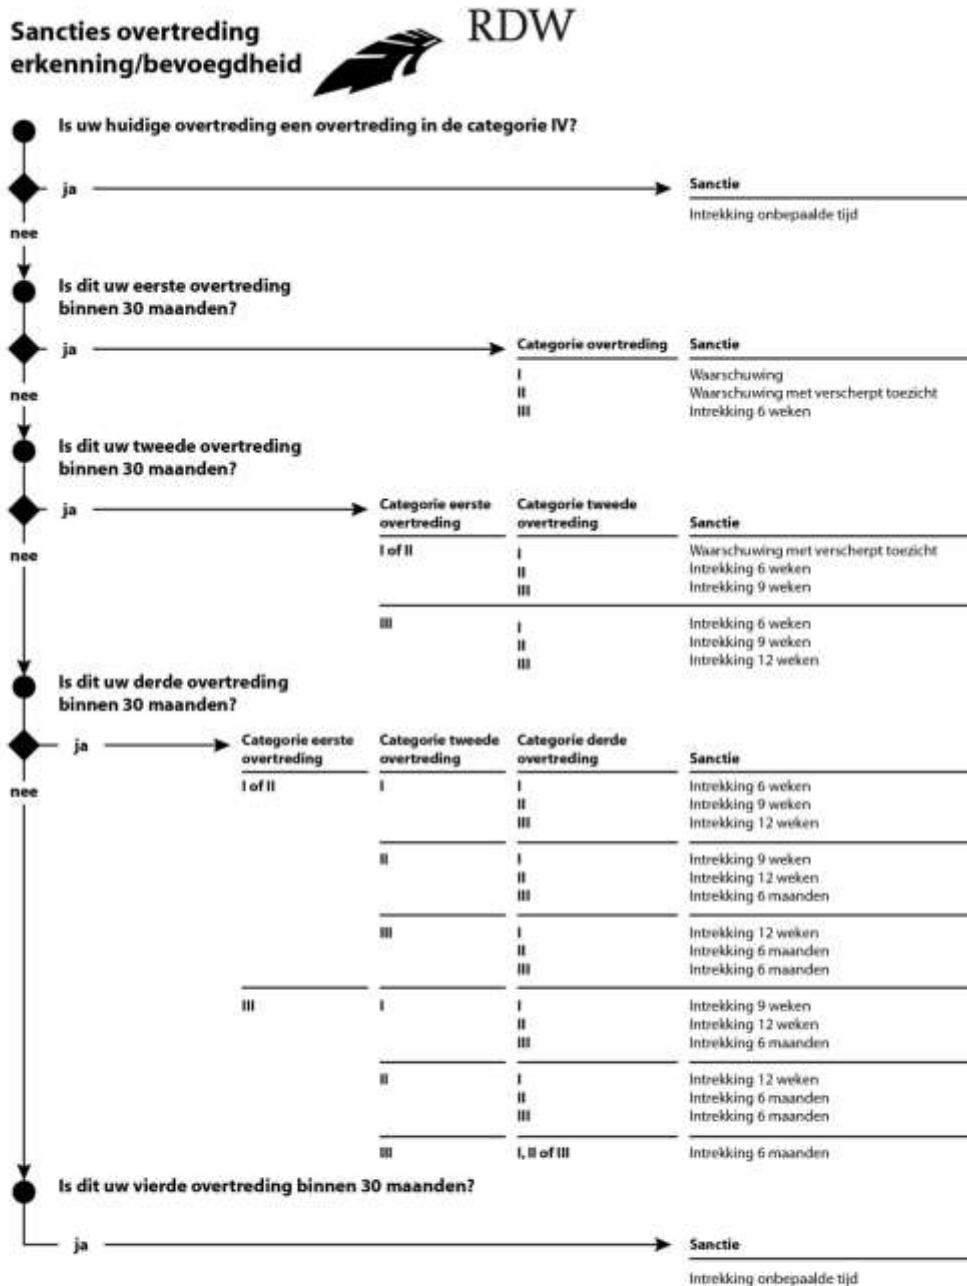 Sancties overtreding
erkenning/bevoegdheid
RDW
Is uw huidige overtreding een overtreding in de categorie IV?
ja
Sanctie
Intrekking onbepaalde tijd
nee
Is dit uw eerste overtreding
binnen 30 maanden?
ja
Categorie overtreding Sanctie
I Waarschuwing
II Waarschuwing met verscherpt toezicht
III Intrekking 6 weken
nee
Is dit uw tweede overtreding
binnen 30 maanden?
ja
Categorie eerste Categorie tweede
overtreding overtreding Sanctie
I of II I Waarschuwing met verscherpt toezicht
II Intrekking 6 weken
III Intrekking 9 weken
nee
III I Intrekking 6 weken
II Intrekking 9 weken
III Intrekking 12 weken
Is dit uw derde overtreding
binnen 30 maanden?
ja
Categorie eerste Categorie tweede Categorie derde
overtreding overtreding overtreding Sanctie
nee
I of II I I Intrekking 6 weken
II Intrekking 9 weken
III Intrekking 12 weken
II I Intrekking 9 weken
II Intrekking 12 weken
III Intrekking 6 maanden
III I Intrekking 12 weken
II Intrekking 6 maanden
III Intrekking 6 maanden
III I I Intrekking 9 weken
II Intrekking 12 weken
III Intrekking 6 maanden
II I Intrekking 12 weken
II Intrekking 6 maanden
III Intrekking 6 maanden
III I, II of III Intrekking 6 maanden
Is dit uw vierde overtreding binnen 30 maanden?
ja
Sanctie
Intrekking onbepaalde tijd